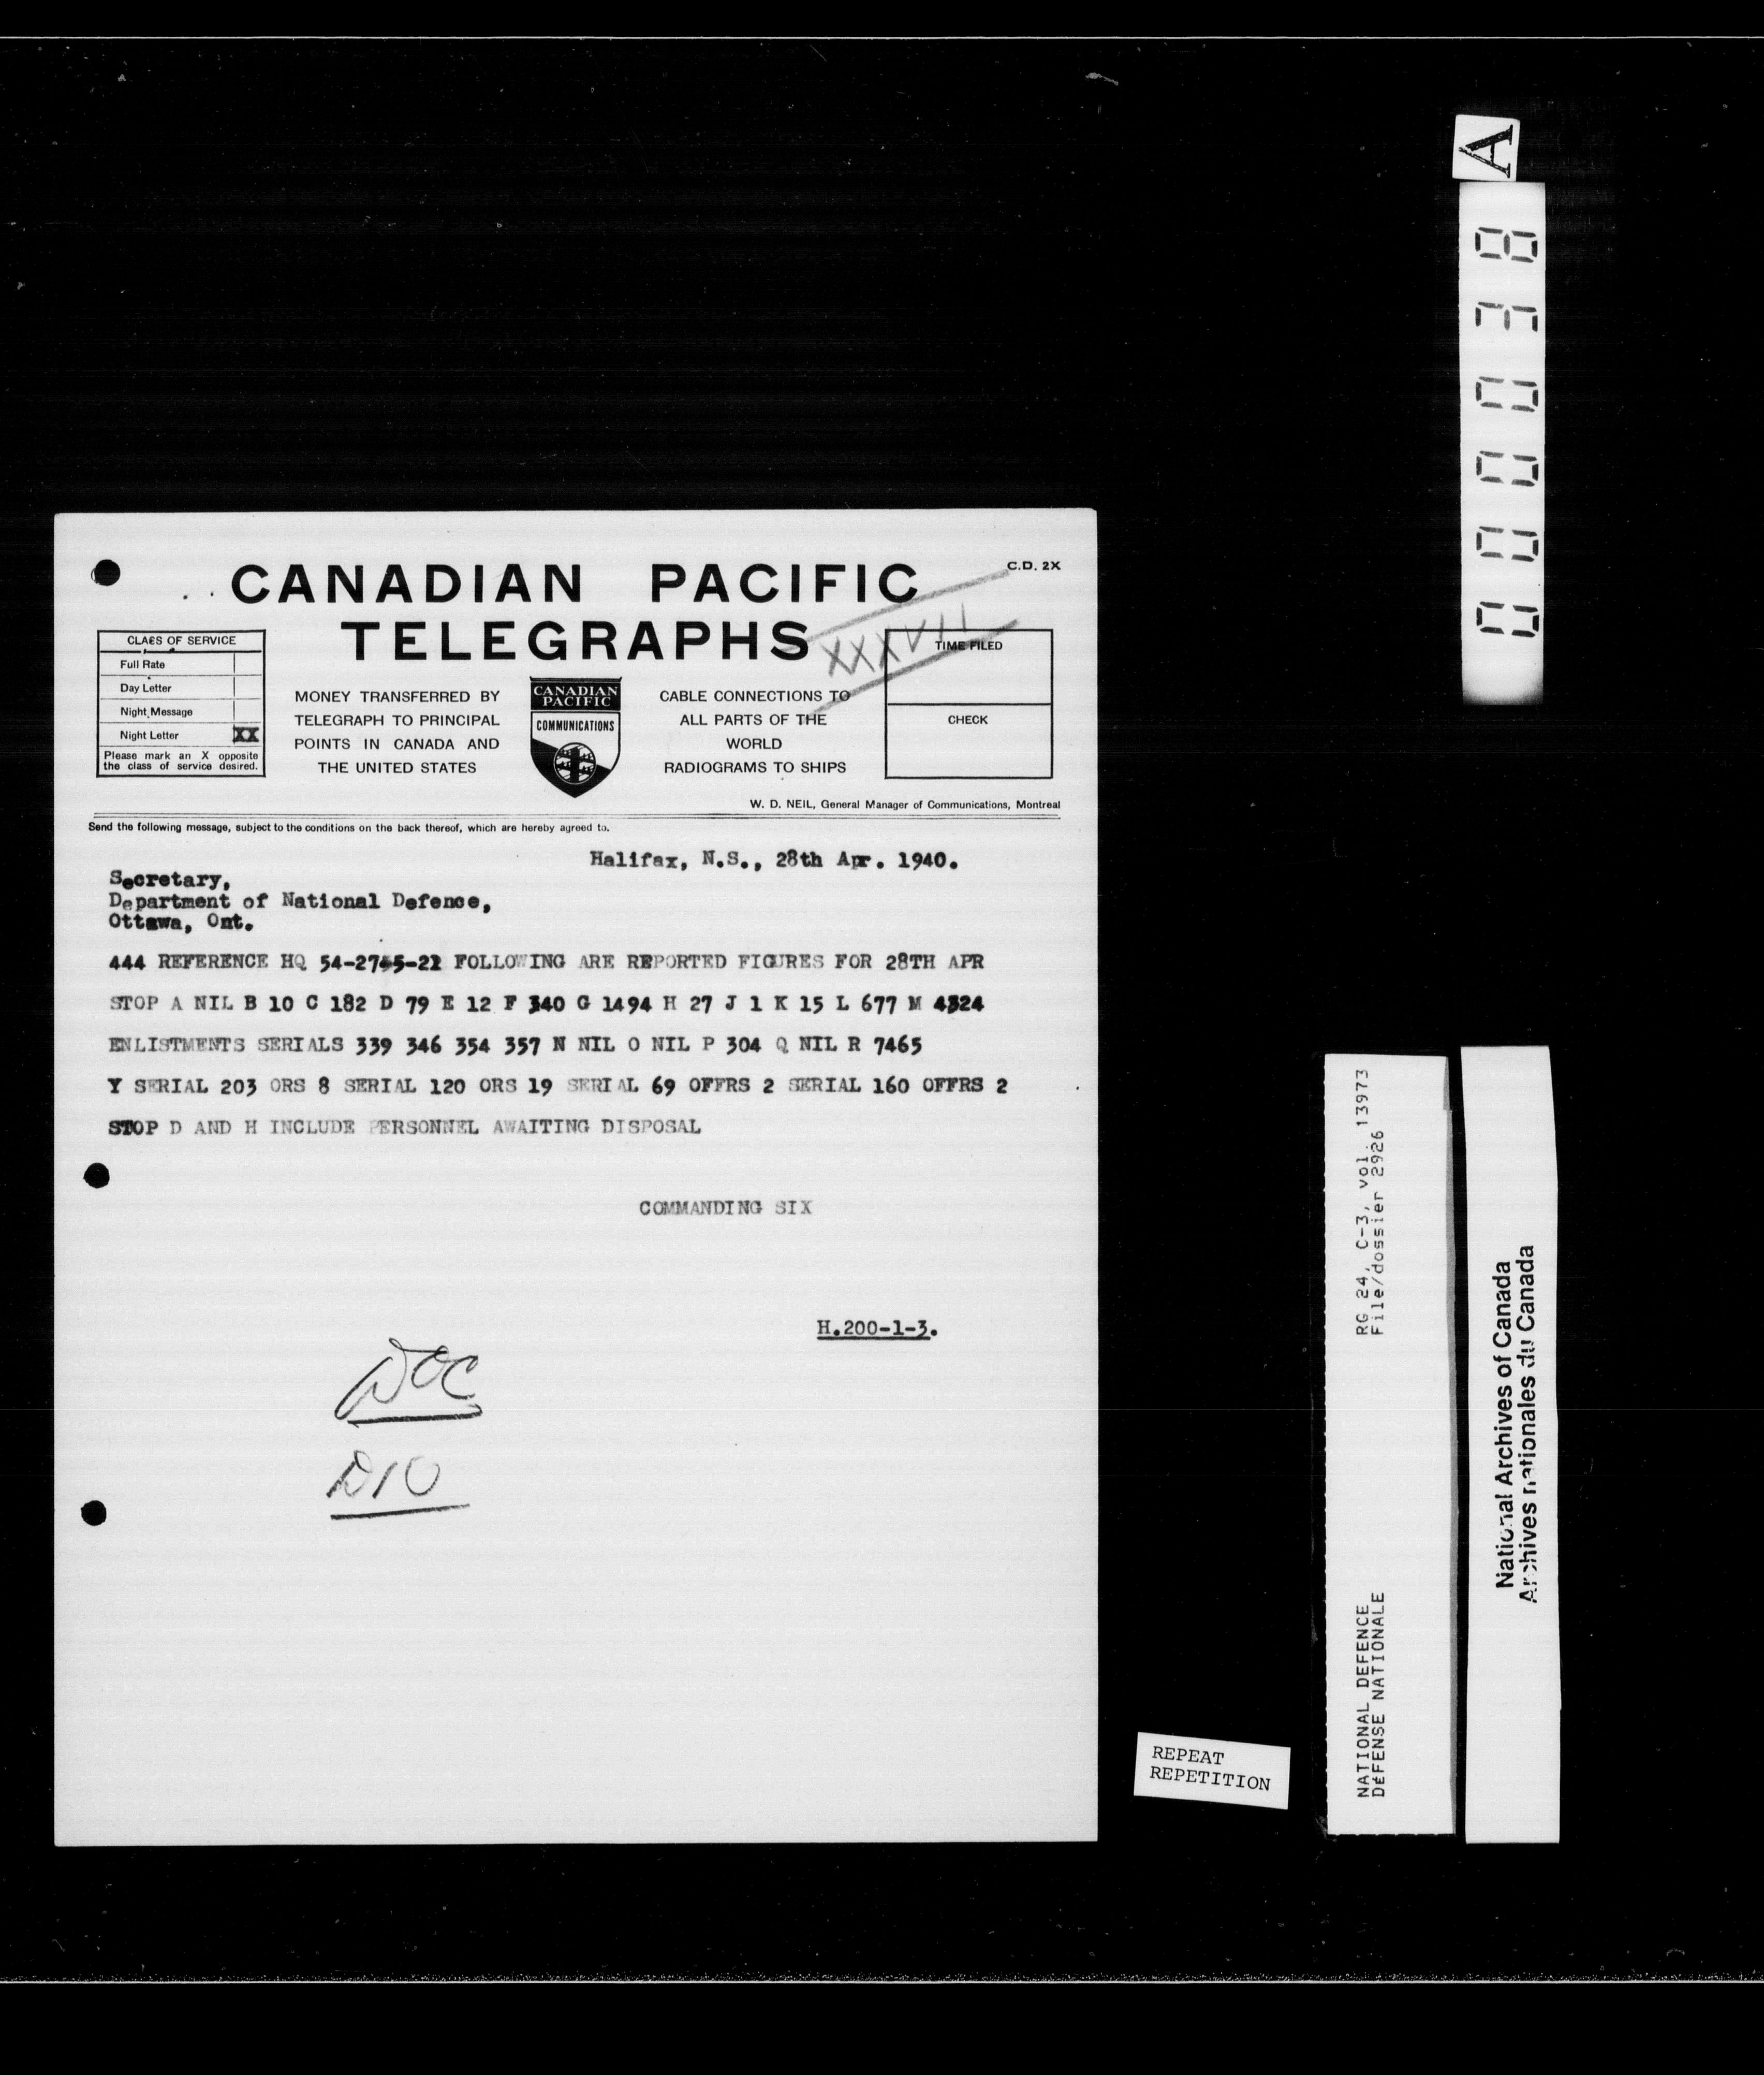 A
000078
C.D. 2X
CANADIAN PACIFIC
TELEGRAPHS
XXXVII
CLASS OF SERVICE
Full Rate
Day Letter
Night Message
Night Letter XX
Please mark an X opposite
the class of service desired.
MONEY TRANSFERRED BY
TELEGRAPH TO PRINCIPAL
POINTS IN CANADA AND
THE UNITED STATES
CANADIAN
PACIFIC
COMMUNICATIONS
CABLE CONNECTIONS TO
ALL PARTS OF THE
WORLD
RADIOGRAMS TO SHIPS
TIME FILED
CHECK
W. D. NEIL, General Manager of Communications, Montreal
Send the following message, subject to the conditions on the back thereof, which are hereby agreed to.
Halifax, N.S., 28th Apr. 1940.
Secretary,
Department of National Defence,
Ottawa, Ont.
444 REFERENCE HQ FOLLOWING ARE REPORTED FIGURES FOR 28TH APR
STOP A NIL B 10 C 182 D 79 E 12 F 340 G 1494 H 27 J 1 K 15 L 677 M 4324
ENLISTMENTS SERIALS 339 346 354 357 N NIL O NIL P 304 Q NIL R 7465
Y SERIAL 203 ORS 8 SERIAL 120 ORS 19 SERIAL 69 OFFRS 2 SERIAL 160 OFFRS 2
STOP D AND H INCLUDE PERSONNEL AWAITING DISPOSAL
COMMANDING SIX
H.200-1-3.
DOC
D10
REPEAT
REPETITION
NATIONAL DEFENCE RG 24, C-3, vol. 13973
DÉFENSE NATIONALE File/dossier 2926
National Archives of Canada
Archives nationales du Canada